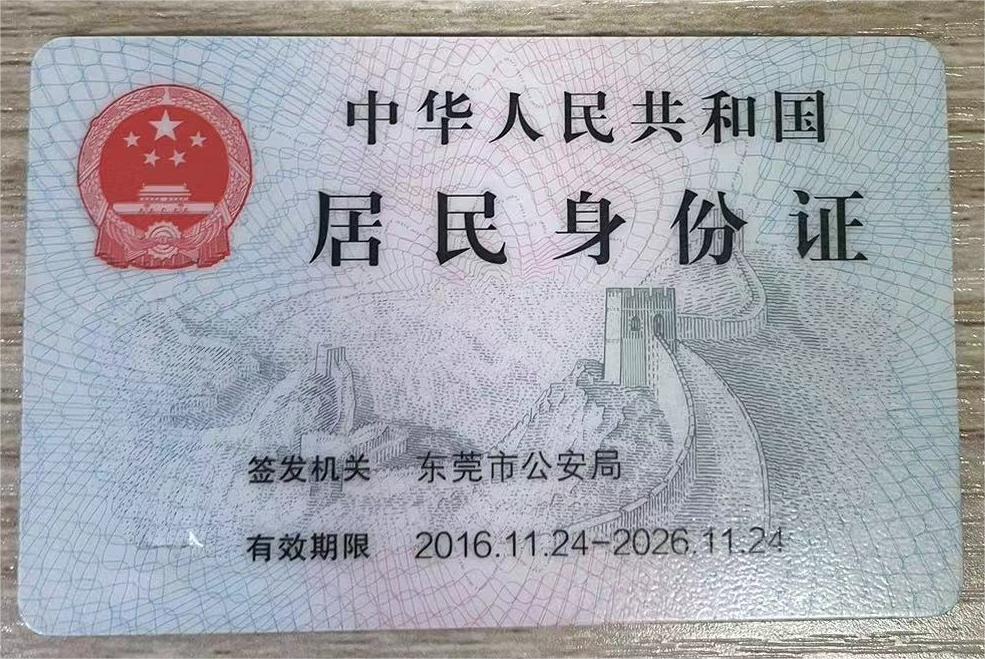 中华人民共和国
居民身份证
签发机关 东莞市公安局
有效期限 2016.11.24-2026.11.24